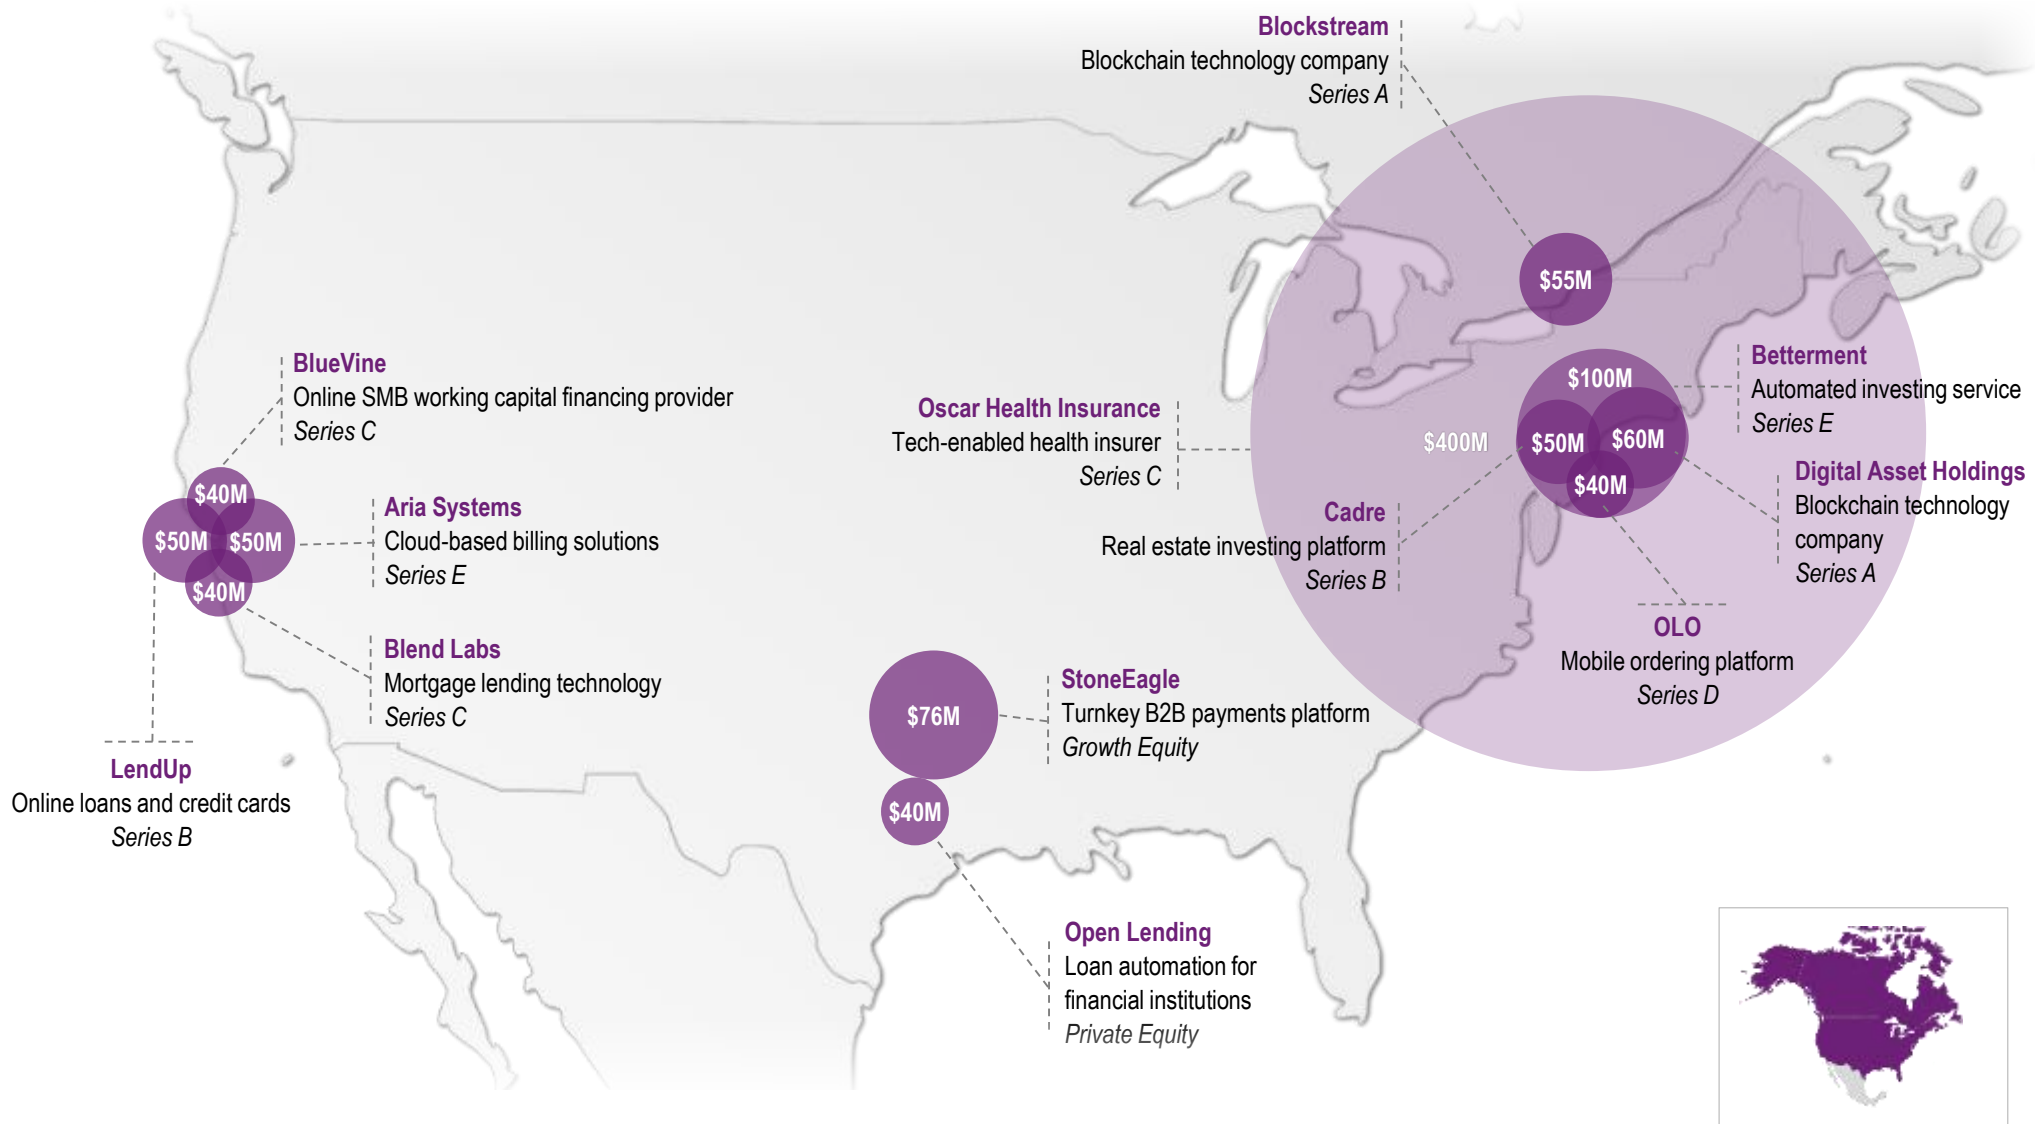 Blockstream
Blockchain technology company
Series A
$55M
BlueVine
Online SMB working capital financing provider
Series C
$40M
$50M
$50M
$40M
Aria Systems
Cloud-based billing solutions
Series E
Blend Labs
Mortgage lending technology
Series C
LendUp
Online loans and credit cards
Series B
Oscar Health Insurance
Tech-enabled health insurer
Series C
$400M
Betterment
Automated investing service
Series E
$100M
$50M
$60M
$40M
Digital Asset Holdings
Blockchain technology
company
Series A
Cadre
Real estate investing platform
Series B
OLO
Mobile ordering platform
Series D
$76M
StoneEagle
Turnkey B2B payments platform
Growth Equity
$40M
Open Lending
Loan automation for
financial institutions
Private Equity